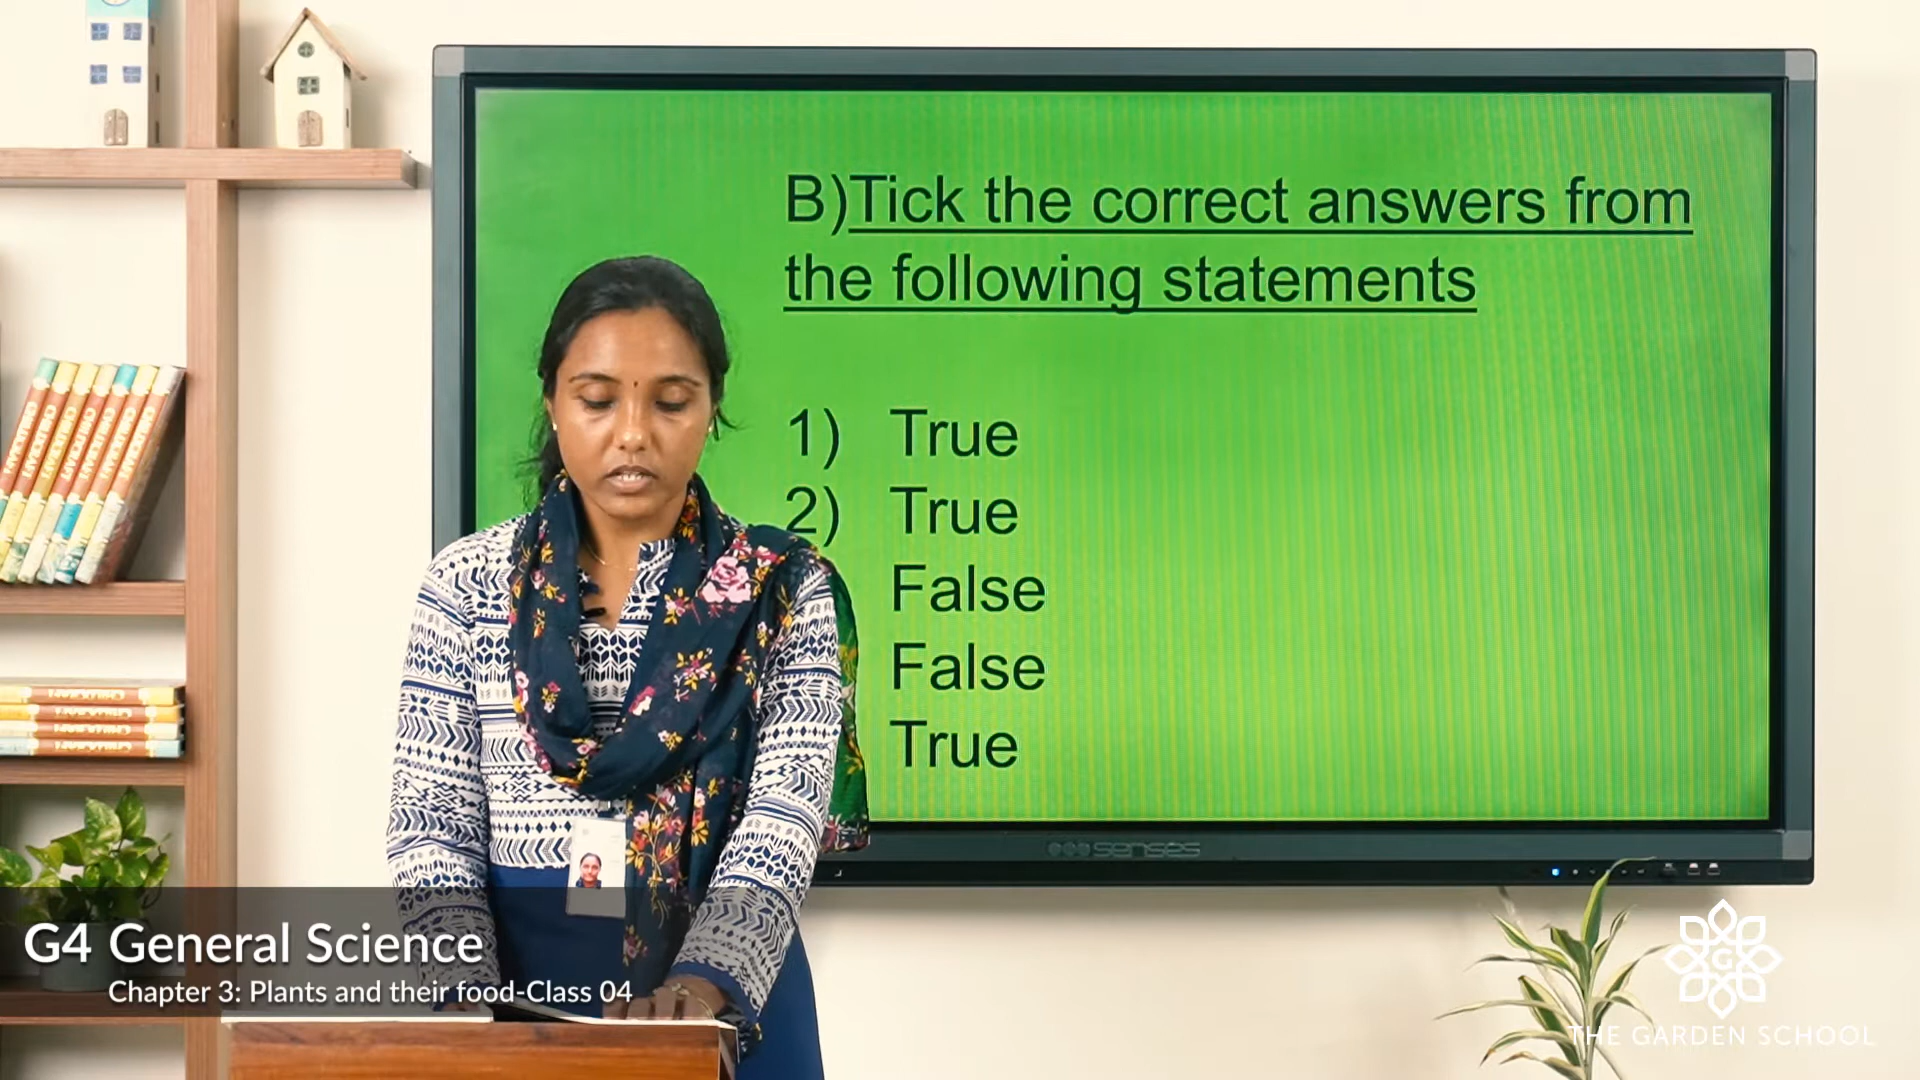 B)Tick the correct answers from
the following statements
1) True
2) True
False
False
True
senses
G4 General Science
Chapter 3: Plants and their food-Class 04
G
THE GARDEN SCHOOL